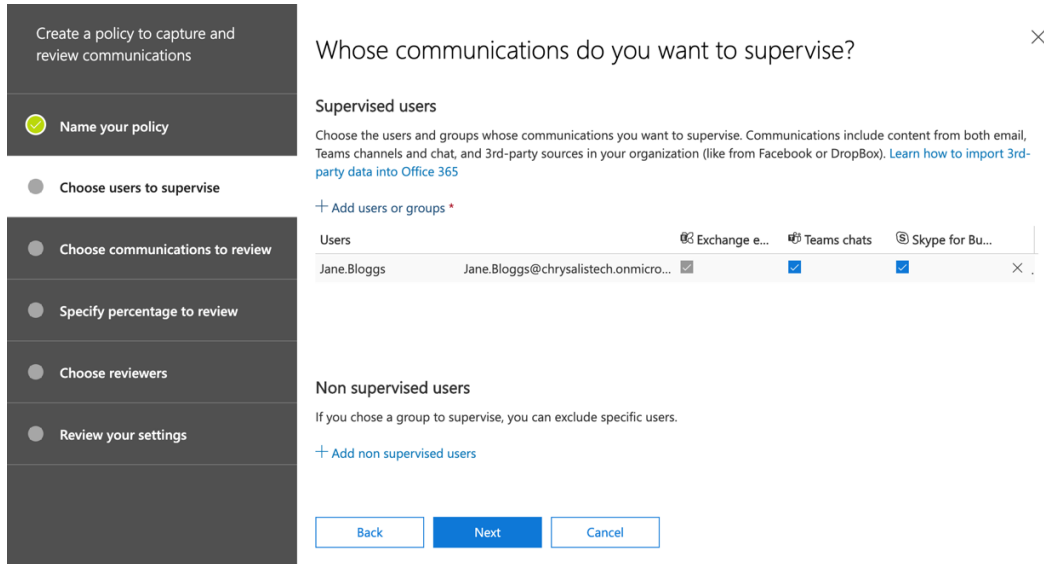 Create a policy to capture and
review communications
Name your policy
Choose users to supervise
Choose communications to review
Specify percentage to review
Choose reviewers
Review your settings
Whose communications do you want to supervise?
Supervised users
Choose the users and groups whose communications you want to supervise. Communications include content from both email,
Teams channels and chat, and 3rd-party sources in your organization (like from Facebook or DropBox). Learn how to import 3rd-
party data into Office 365
+ Add users or groups *
Users Exchange e... Teams chats Skype for Bu...
Jane.Bloggs Jane.Bloggs@chrysalistech.onmicro...
Non supervised users
If you chose a group to supervise, you can exclude specific users.
+ Add non supervised users
Back Next Cancel